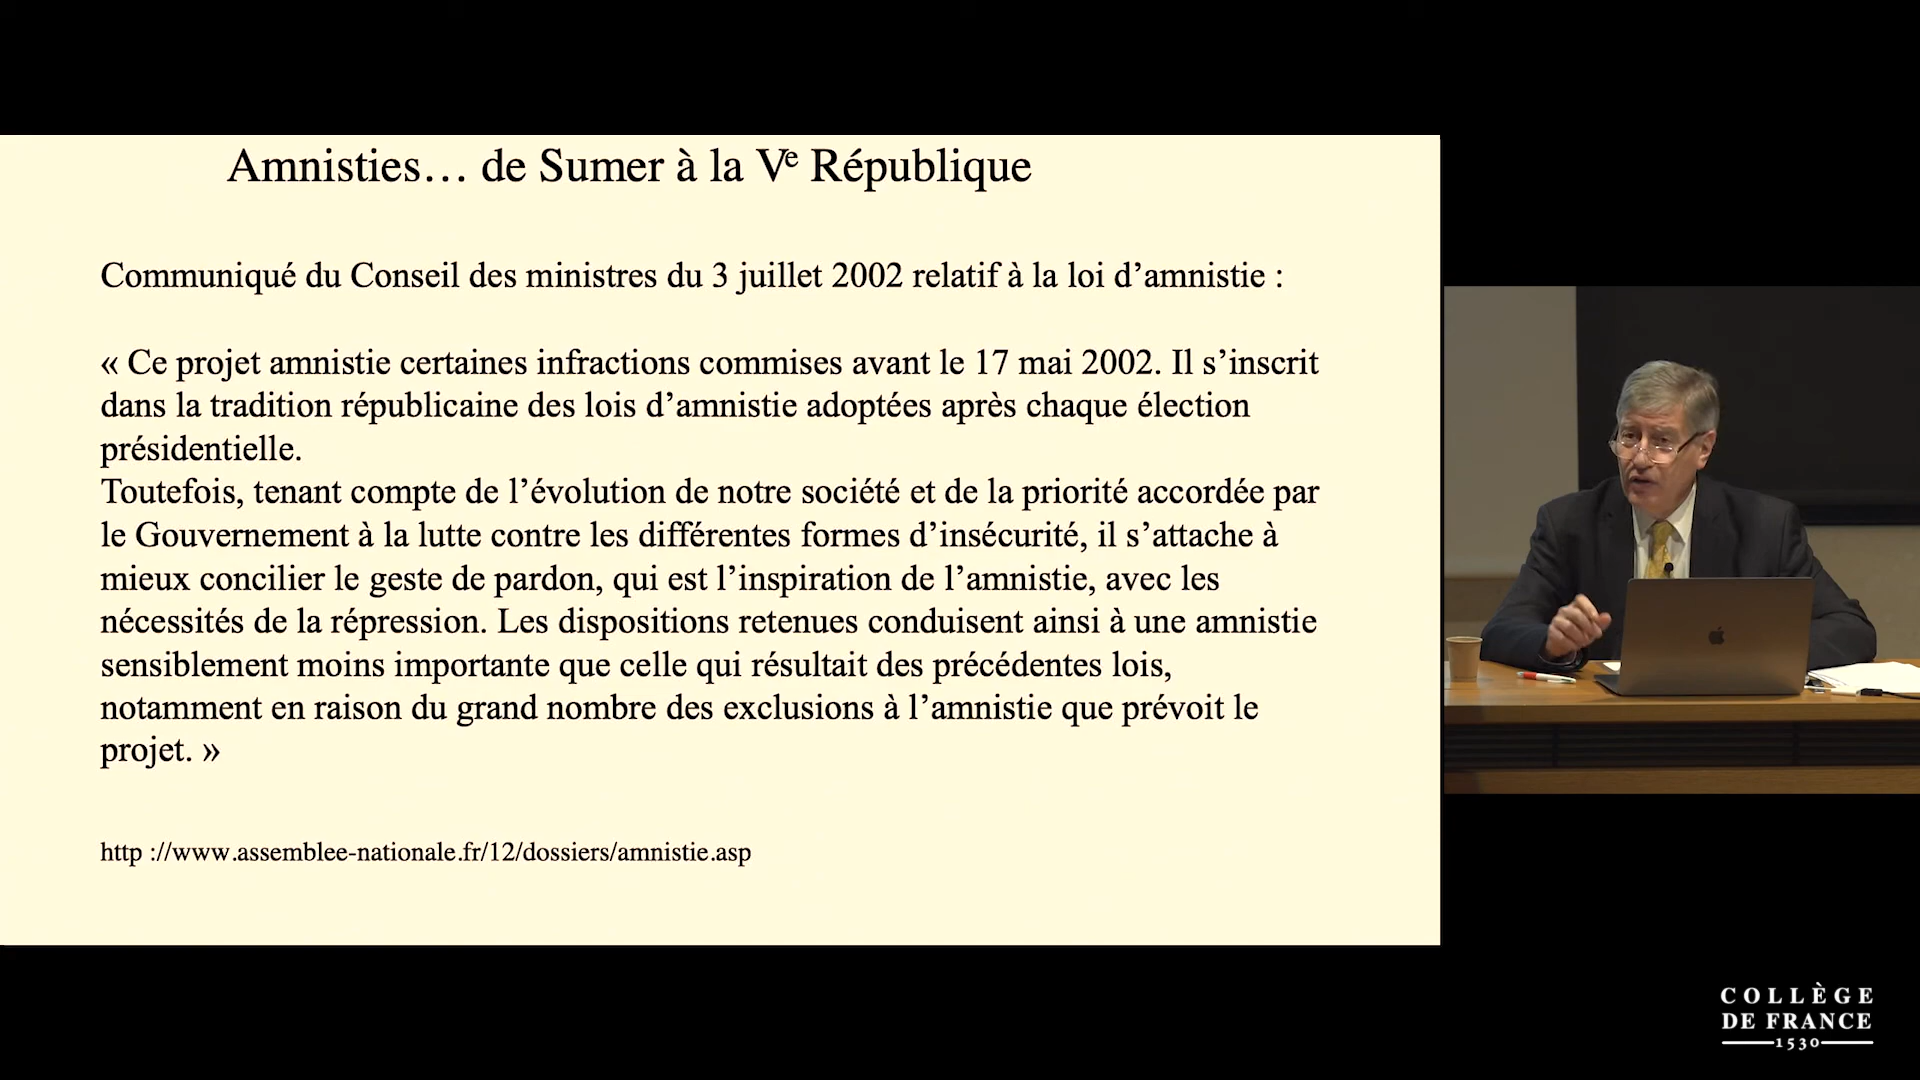 Amnisties… de Sumer à la Ve République
Communiqué du Conseil des ministres du 3 juillet 2002 relatif à la loi d’amnistie :
« Ce projet amnistie certaines infractions commises avant le 17 mai 2002. Il s’inscrit
dans la tradition républicaine des lois d’amnistie adoptées après chaque élection
présidentielle.
Toutefois, tenant compte de l’évolution de notre société et de la priorité accordée par
le Gouvernement à la lutte contre les différentes formes d’insécurité, il s’attache à
mieux concilier le geste de pardon, qui est l’inspiration de l’amnistie, avec les
nécessités de la répression. Les dispositions retenues conduisent ainsi à une amnistie
sensiblement moins importante que celle qui résultait des précédentes lois,
notamment en raison du grand nombre des exclusions à l’amnistie que prévoit le
projet. »
http ://www.assemblee-nationale.fr/12/dossiers/amnistie.asp
COLLÈGE
DE FRANCE
1530